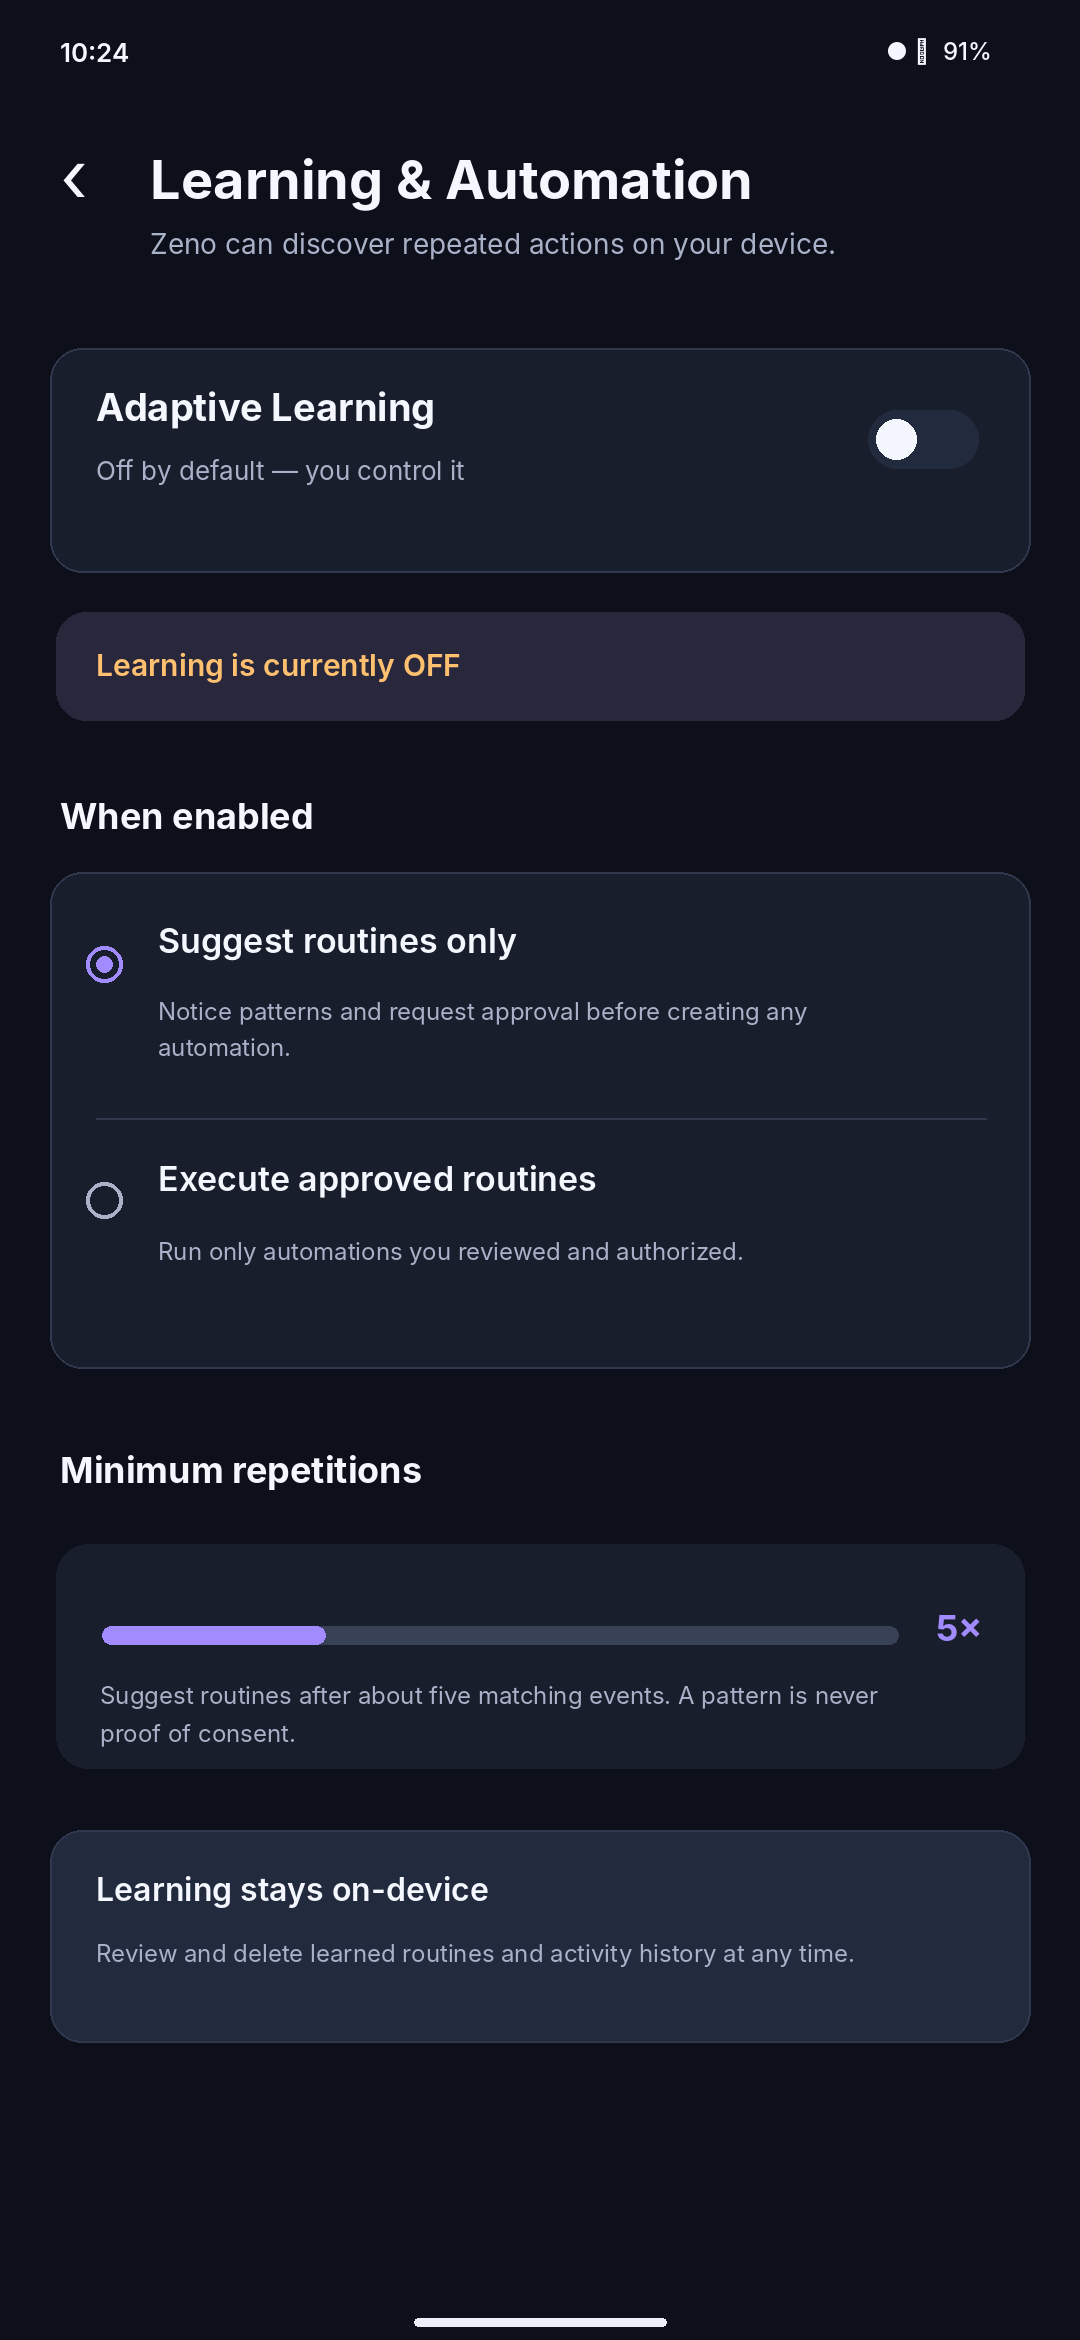 10:24
91%
Learning & Automation
Zeno can discover repeated actions on your device.
Adaptive Learning
Off by default — you control it
Learning is currently OFF
When enabled
Suggest routines only
Notice patterns and request approval before creating any
automation.
Execute approved routines
Run only automations you reviewed and authorized.
Minimum repetitions
5×
Suggest routines after about five matching events. A pattern is never
proof of consent.
Learning stays on-device
Review and delete learned routines and activity history at any time.